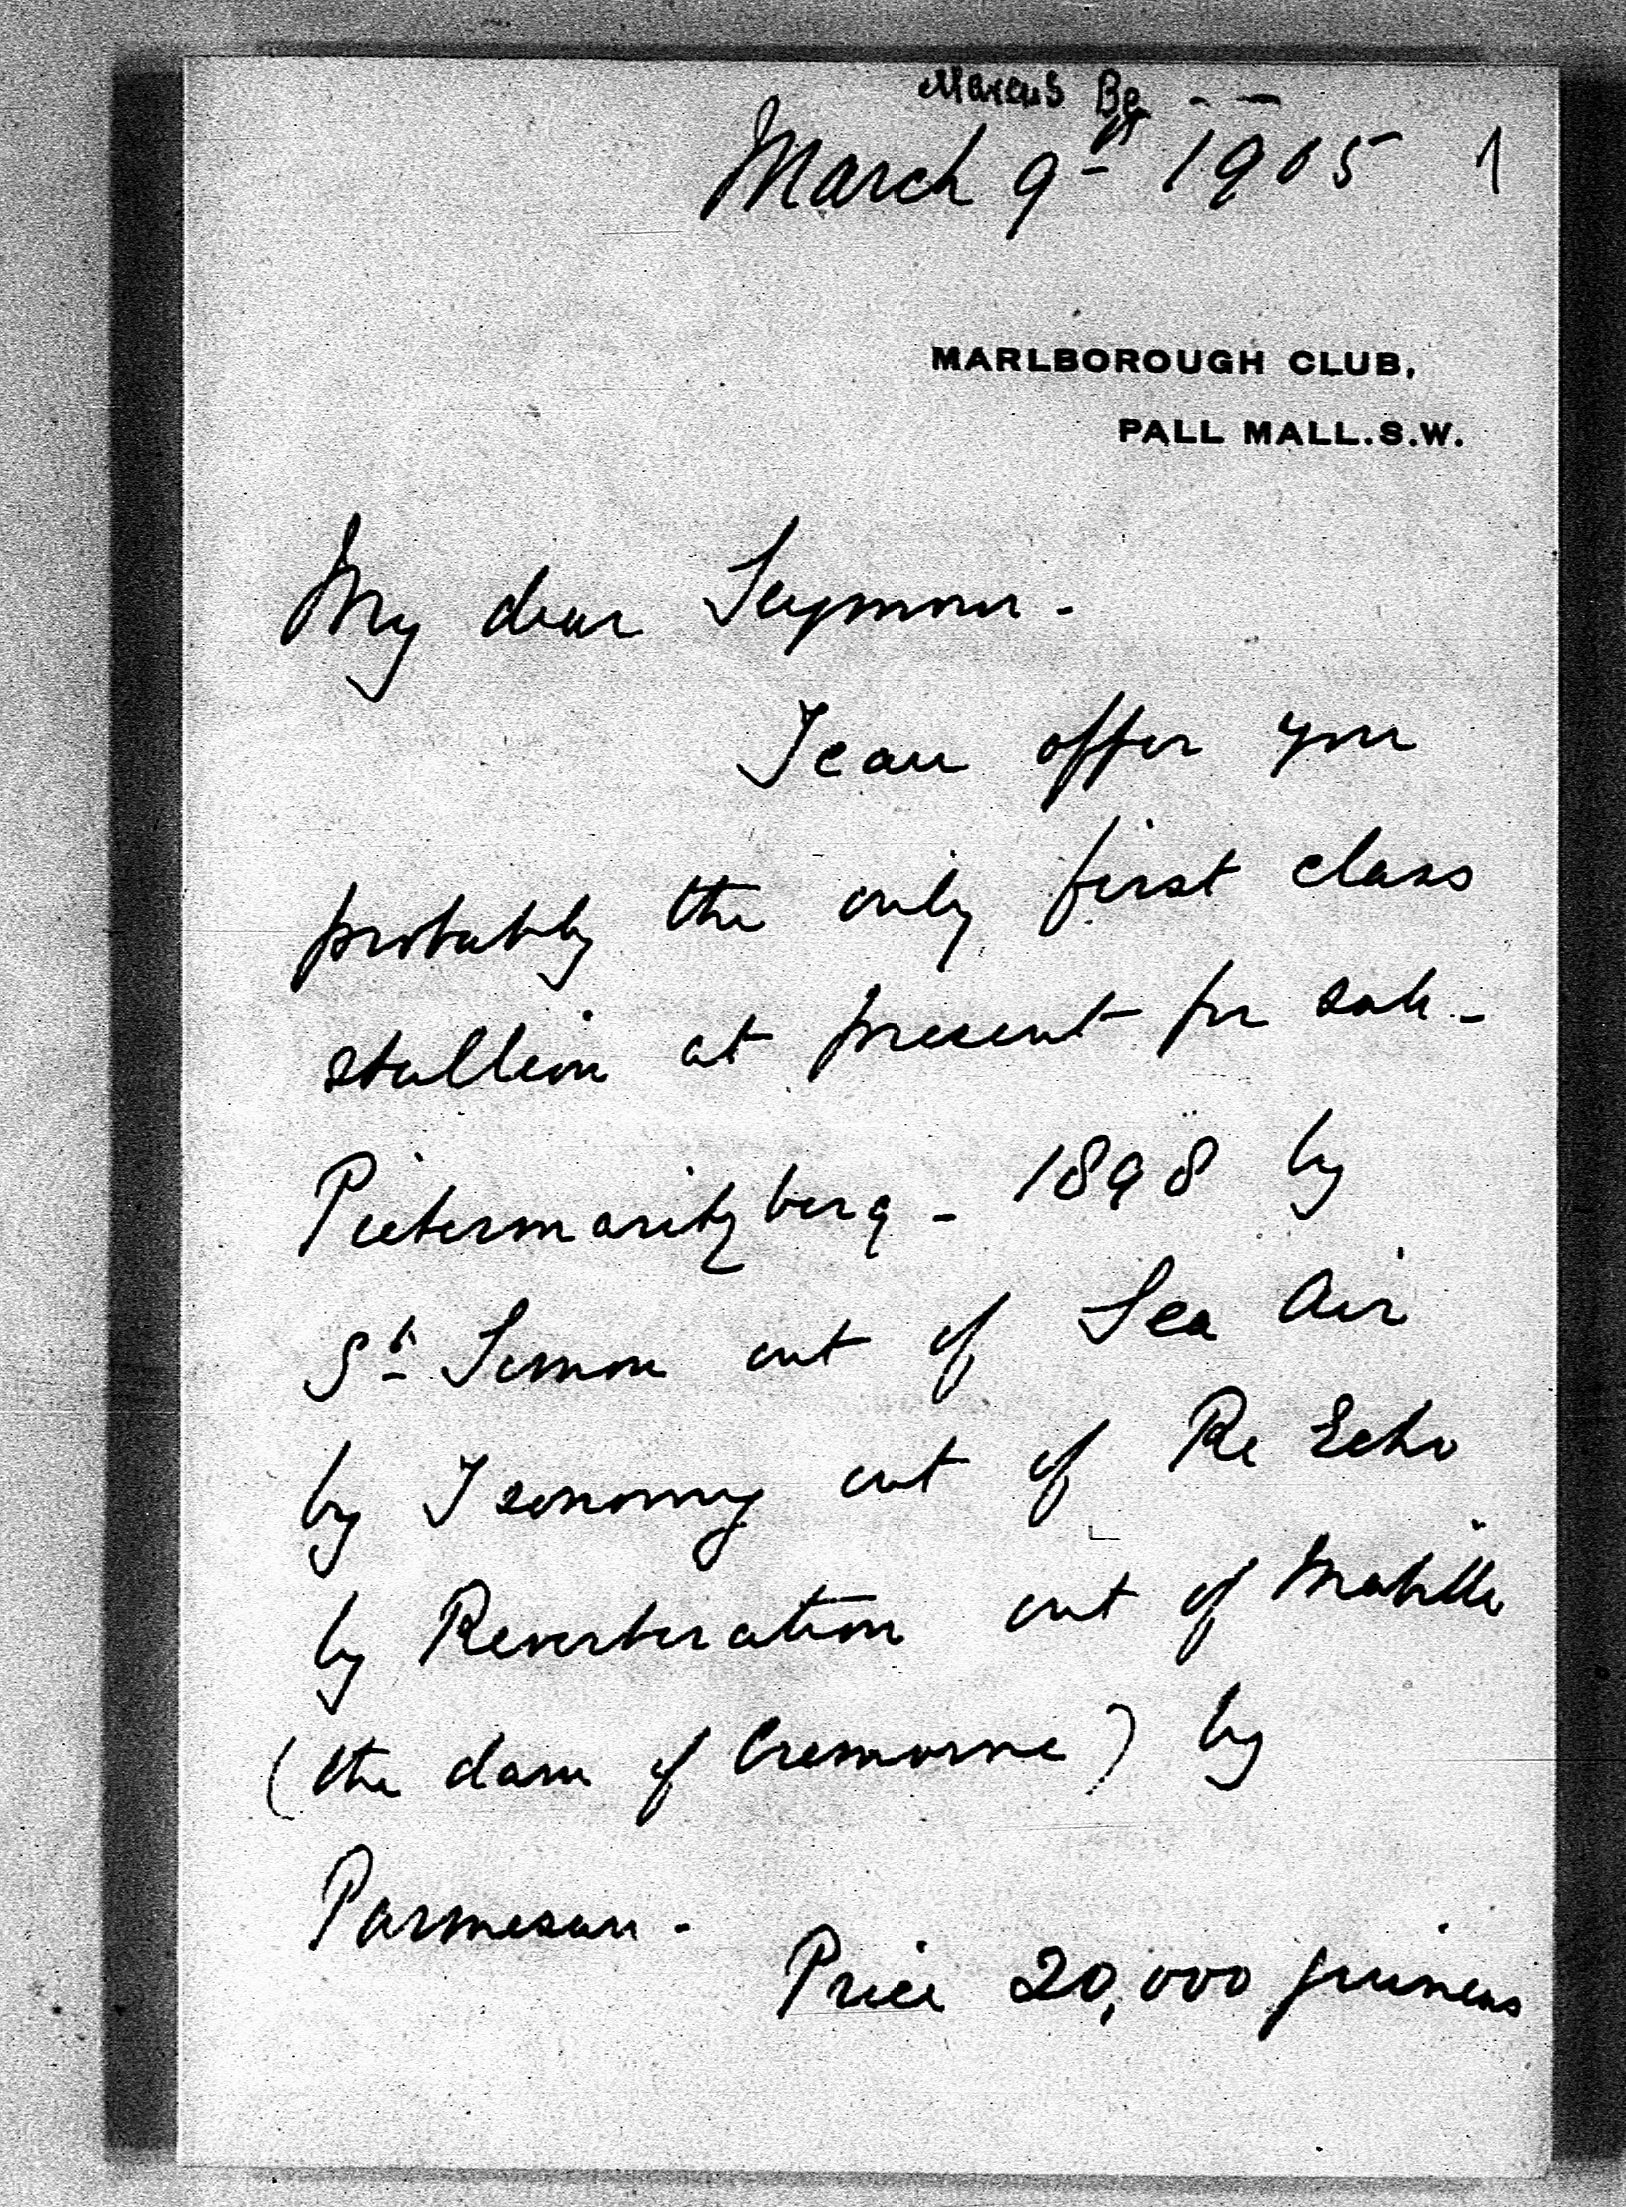 Marcus Be - -
March 9th 1905 1
MARLBOROUGH CLUB,
PALL MALL.S.W.
My dear Seymour -
I can offer you
probably the only first class
stallion at present for sale -
Pietermaritzberg - 1898 by
St Simon out of Sea Air
by Isonomy out of Re Echo
by Reverberation out of
(the dam of Cremorne) by
Parmesan -
Price 20,000 guineas